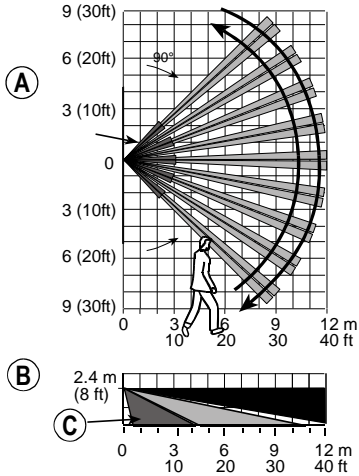 9 (30ft)
90°
6 (20ft)
A
3 (10ft)
0
3 (10ft)
6 (20ft)
9 (30ft)
0 3 6 9 12 m
10 20 30 40 ft
B
2.4 m
(8 ft)
C
0 3 6 9 12 m
10 20 30 40 ft